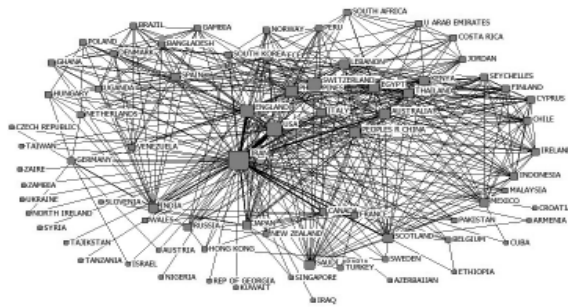 SOUTH AFRICA
BRAZIL
GAMBIA
NORWAY
PERU
U ARAB EMIRATES
POLAND
BANGLADESH
COSTA RICA
DENMARK
SOUTH KOREA
LEBANON
JORDAN
GHANA
SPAIN
SWITZERLAND
EGYPT
KENYA
SEYCHELLES
UGANDA
THAILAND
FINLAND
HUNGARY
CYPRUS
NETHERLANDS
ENGLAND
ITALY
AUSTRALIA
CHILE
CZECH REPUBLIC
USA
PEOPLES R CHINA
TAIWAN
VENEZUELA
IRELAND
GERMANY
ZAIRE
INDONESIA
ZAMBIA
MALAYSIA
UKRAINE
SLOVENIA
INDIA
MEXICO
NORTH IRELAND
CANADA
FRANCE
WALES
PAKISTAN
ARMENIA
SYRIA
RUSSIA
JAPAN
NEW ZEALAND
SCOTLAND
BELGIUM
CUBA
TAJIKSTAN
AUSTRIA
HONG KONG
SWEDEN
TANZANIA
ISRAEL
SAUDI
TURKEY
ETHIOPIA
NIGERIA
REP OF GEORGIA
SINGAPORE
AZERBAIJAN
KUWAIT
IRAQ